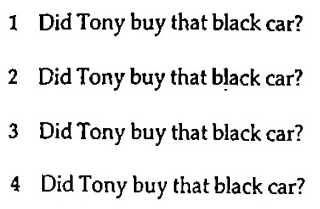 1 Did Tony buy that black car?
2 Did Tony buy that black car?
3 Did Tony buy that black car?
4 Did Tony buy that black car?